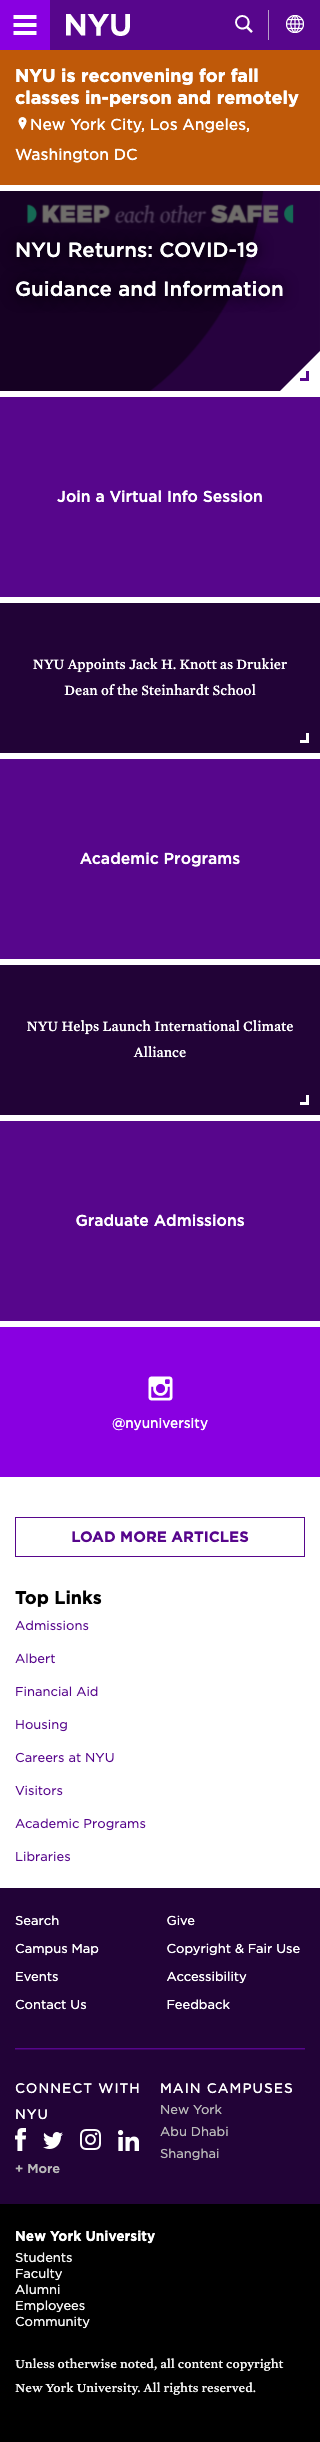 NYU
NYU is reconvening for fall
classes in-person and remotely
New York City, Los Angeles,
Washington DC
KEEP each other SAFE
NYU Returns: COVID-19
Guidance and Information
Join a Virtual Info Session
NYU Appoints Jack H. Knott as Drukier
Dean of the Steinhardt School
Academic Programs
NYU Helps Launch International Climate
Alliance
Graduate Admissions
@nyuniversity
LOAD MORE ARTICLES
Top Links
Admissions
Albert
Financial Aid
Housing
Careers at NYU
Visitors
Academic Programs
Libraries
Search
Campus Map
Events
Contact Us
Give
Copyright & Fair Use
Accessibility
Feedback
CONNECT WITH
NYU
+ More
MAIN CAMPUSES
New York
Abu Dhabi
Shanghai
New York University
Students
Faculty
Alumni
Employees
Community
Unless otherwise noted, all content copyright
New York University. All rights reserved.